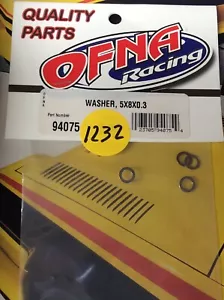 QUALITY
PARTS
OFNA
Racing
WASHER, 5X8X0.3
Part Number
94075
1232